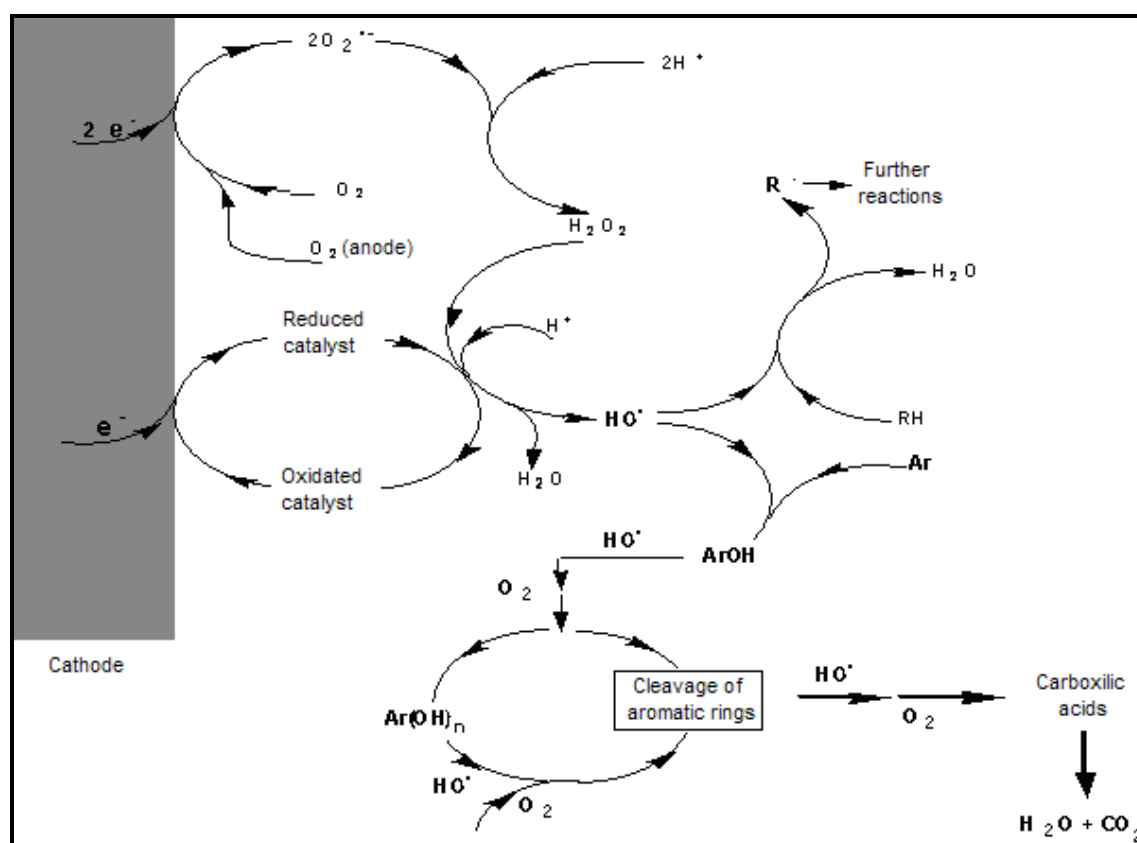 2O₂•⁻
2H⁺
2 e⁻
O₂
O₂ (anode)
H₂O₂
R·
Further
reactions
H₂O
Reduced
catalyst
H⁺
e⁻
HO•
RH
Oxidated
catalyst
H₂O
Ar
HO•
ArOH
O₂
Cathode
Cleavage of
aromatic rings
HO•
O₂
Carboxilic
acids
Ar(OH)ₙ
HO•
O₂
H₂O + CO₂